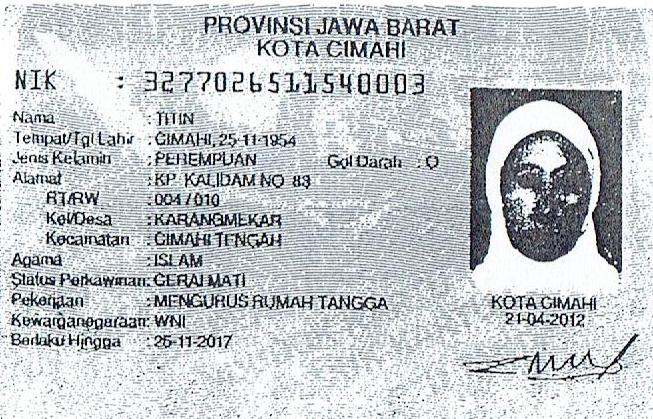 PROVINSI JAWA BARAT
KOTA CIMAHI
NIK : 3277026511540003
Nama : TITIN
Tempat/Tgl Lahir : CIMAHI, 25-11-1954
Jenis Kelamin : PEREMPUAN Gol Darah : O
Alamat : KP KALIDAM NO 83
RT/RW : 004 / 010
Kel/Desa : KARANGMEKAR
Kecamatan : CIMAHI TENGAH
Agama : ISLAM
Status Perkawinan: CERAI MATI
Pekerjaan : MENGURUS RUMAH TANGGA
Kewarganegaraan: WNI
Berlaku Hingga : 25-11-2017
KOTA CIMAHI
21-04-2012